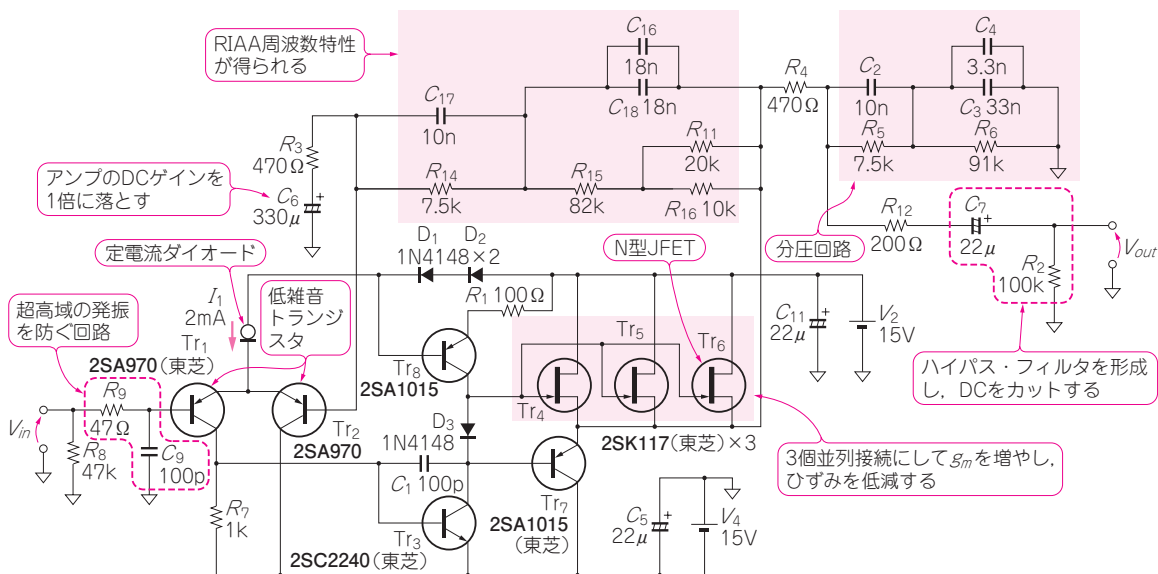 RIAA周波数特性
が得られる
C16
18n
C18 18n
C17
10n
R3
470Ω
アンプのDCゲインを
1倍に落とす
C6
330μ
+
R14
7.5k
R15
82k
R11
20k
R16 10k
R4
470Ω
C2
10n
C4
3.3n
C3 33n
R5
7.5k
R6
91k
分圧回路
R12
200Ω
C7
+
22μ
R2
100k
Vout
ハイパス・フィルタを形成
し，DCをカットする
定電流ダイオード
D1
D2
1N4148×2
R1 100Ω
N型JFET
I1
2mA
低雑音
トランジ
スタ
超高域の発振
を防ぐ回路
Tr1
2SA970(東芝)
R9
47Ω
Vin
R8
47k
C9
100p
Tr2
2SA970
Tr8
2SA1015
Tr4
Tr5
Tr6
2SK117(東芝)×3
C11
22μ
+
V2
15V
3個並列接続にしてgmを増やし，
ひずみを低減する
D3
1N4148
C1 100p
R7
1k
Tr3
2SC2240(東芝)
Tr7
2SA1015
(東芝)
C5
22μ
+
V4
15V